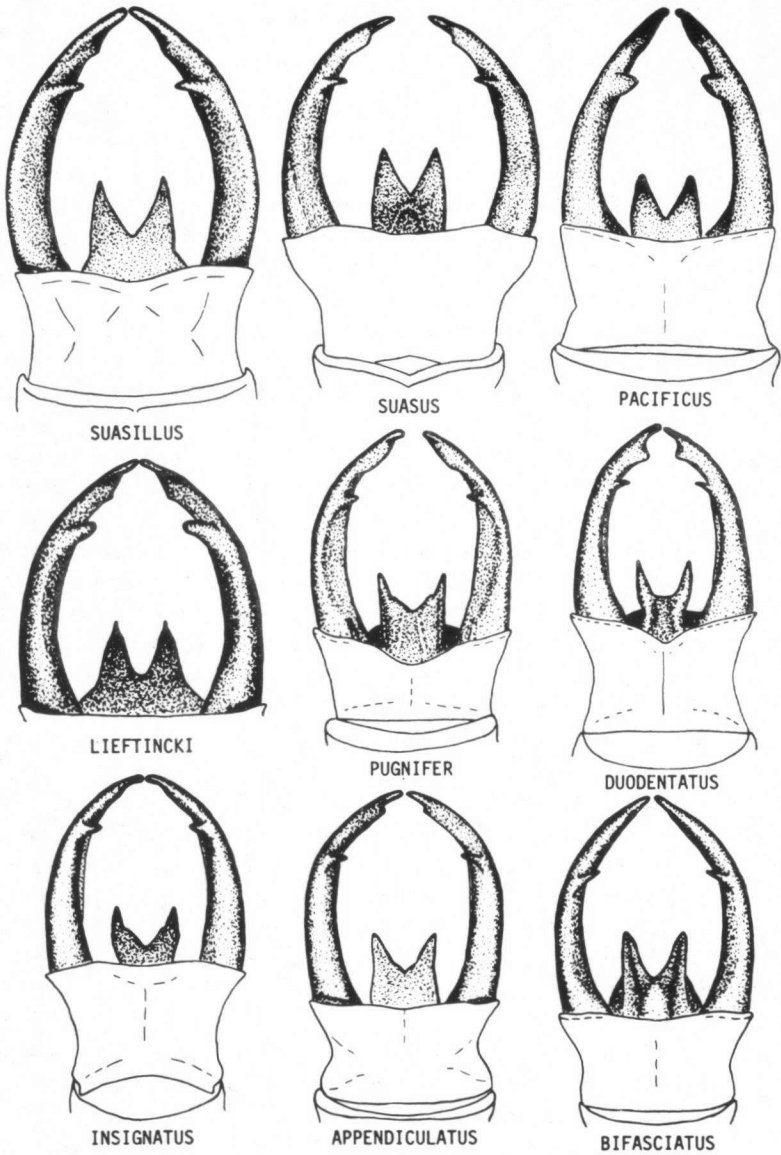 SUASILLUS
SUASUS
PACIFICUS
LIEFTINCKI
PUGNIFER
DUODENTATUS
INSIGNATUS
APPENDICULATUS
BIFASCIATUS